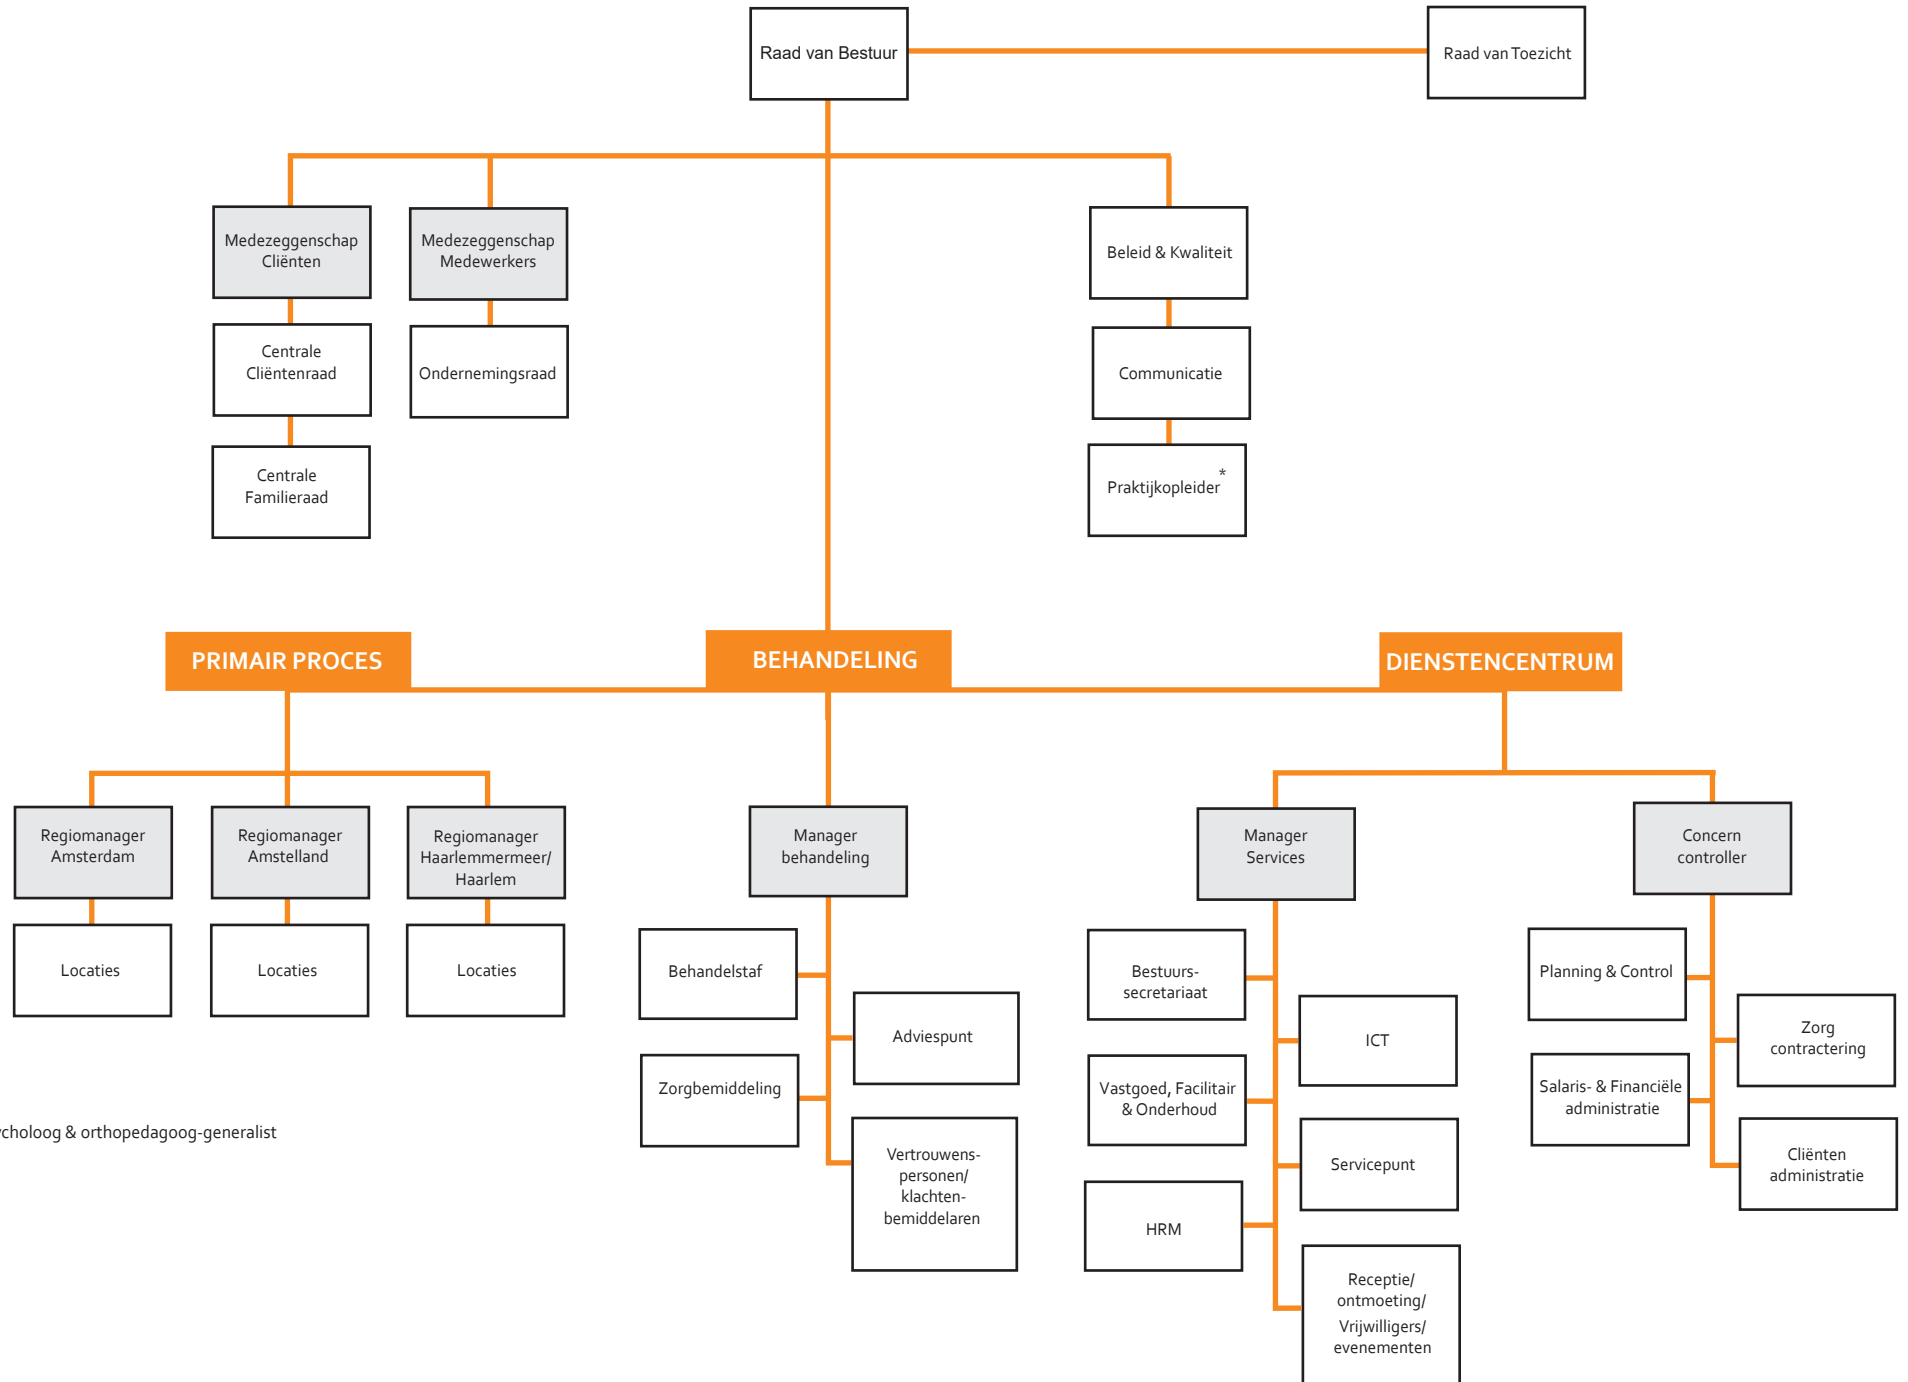 Raad van Bestuur
Raad van Toezicht
Medezeggenschap
Cliënten
Medezeggenschap
Medewerkers
Beleid & Kwaliteit
Centrale
Cliëntenraad
Ondernemingsraad
Communicatie
Centrale
Familieraad
Praktijkopleider*
PRIMAIR PROCES
BEHANDELING
DIENSTENCENTRUM
Regiomanager
Amsterdam
Regiomanager
Amstelland
Regiomanager
Haarlemmermeer/
Haarlem
Manager
behandeling
Manager
Services
Concern
controller
Locaties
Locaties
Locaties
Behandelstaf
Adviespunt
Zorgbemiddeling
Vertrouwens-
personen/
klachten-
bemiddelaren
Bestuurs-
secretariaat
ICT
Vastgoed, Facilitair
& Onderhoud
Servicepunt
HRM
Receptie/
ontmoeting/
Vrijwilligers/
evenementen
Planning & Control
Zorg
contractering
Salaris- & Financiële
administratie
Cliënten
administratie
ycholoog & orthopedagoog-generalist